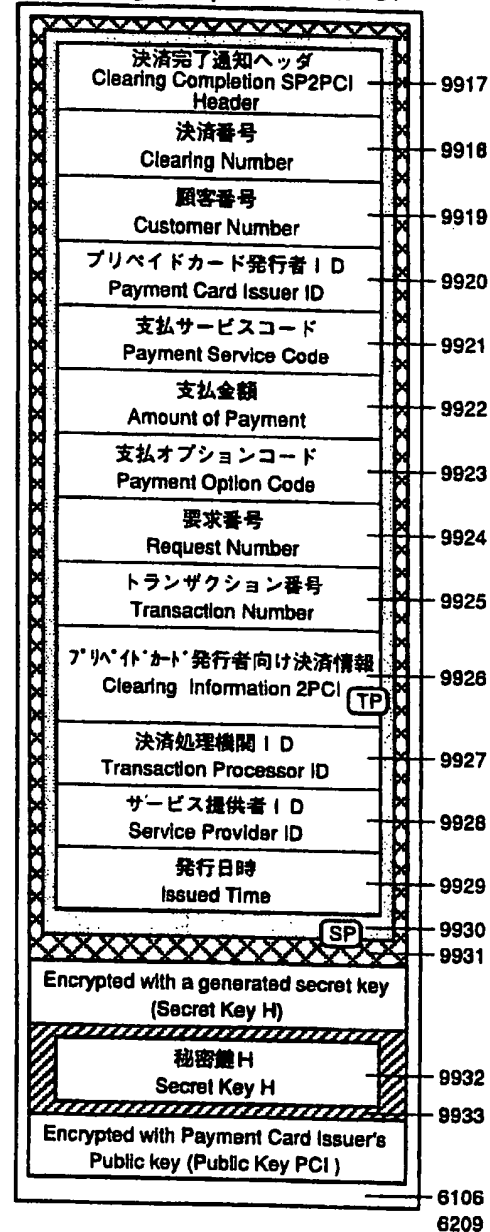 決済完了通知ヘッダ
Clearing Completion SP2PCI
Header
9917
決済番号
9918
Clearing Number
顧客番号
9919
Customer Number
プリペイドカード発行者ID
9920
Payment Card Issuer ID
支払サービスコード
9921
Payment Service Code
支払金額
9922
Amount of Payment
支払オプションコード
9923
Payment Option Code
要求番号
9924
Request Number
トランザクション番号
9925
Transaction Number
プリペイドカード発行者向け決済情報
9926
Clearing Information 2PCI
TP
決済処理機関ID
9927
Transaction Processor ID
サービス提供者ID
9928
Service Provider ID
発行日時
9929
Issued Time
SP
9930
9931
Encrypted with a generated secret key
(Secret Key H)
秘密鍵H
9932
Secret Key H
9933
Encrypted with Payment Card Issuer's
Public key (Public Key PCI)
6106
6209